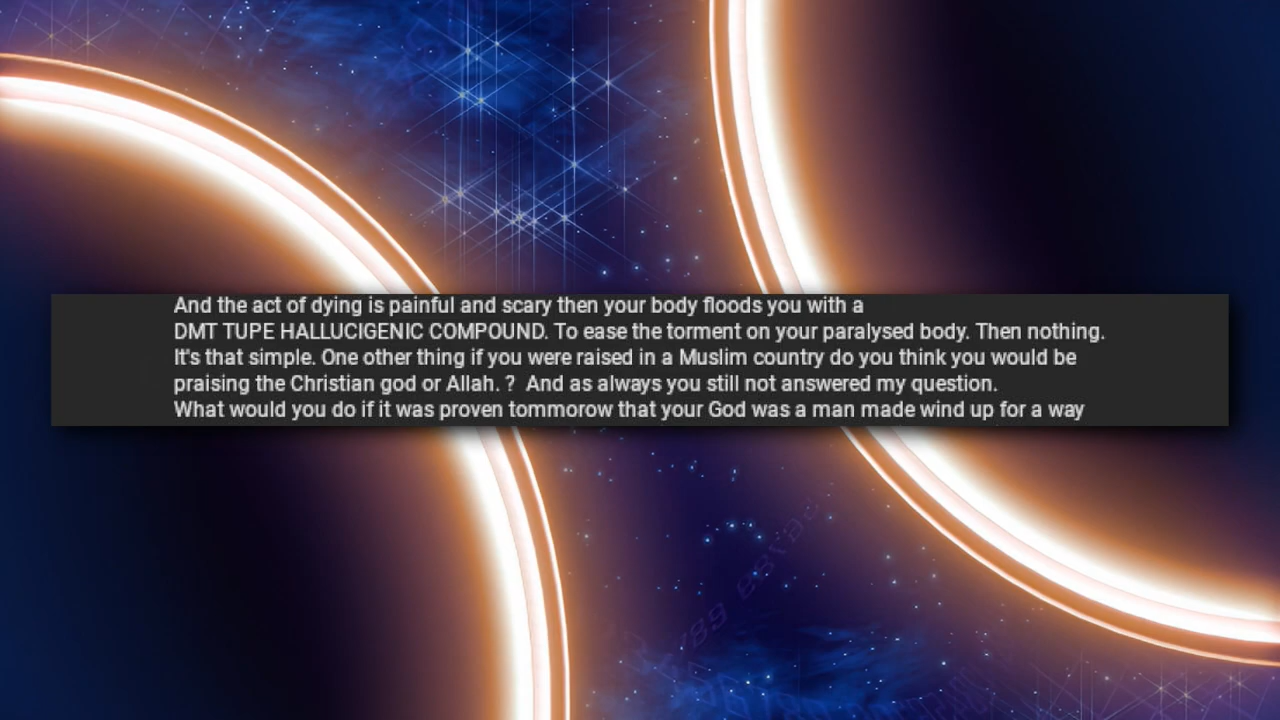 And the act of dying is painful and scary then your body floods you with a
DMT TUPE HALLUCIGENIC COMPOUND. To ease the torment on your paralysed body. Then nothing.
It's that simple. One other thing if you were raised in a Muslim country do you think you would be
praising the Christian god or Allah. ?  And as always you still not answered my question.
What would you do if it was proven tommorow that your God was a man made wind up for a way